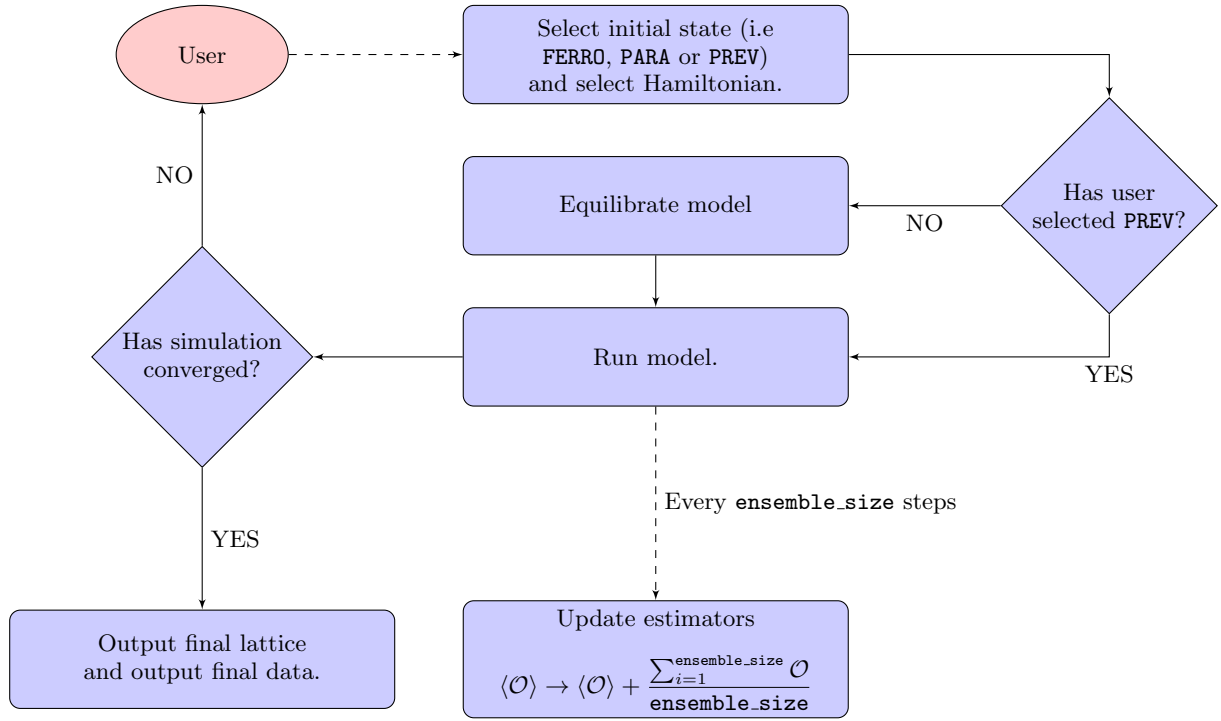 User
Select initial state (i.e
FERRO, PARA or PREV)
and select Hamiltonian.
Has user
selected PREV?
NO
Equilibrate model
YES
Run model.
Has simulation
converged?
NO
YES
Output final lattice
and output final data.
Every ensemble_size steps
Update estimators
⟨𝒪⟩ → ⟨𝒪⟩ + \frac{\sum_{i=1}^{ensemble_size} 𝒪}{ensemble_size}